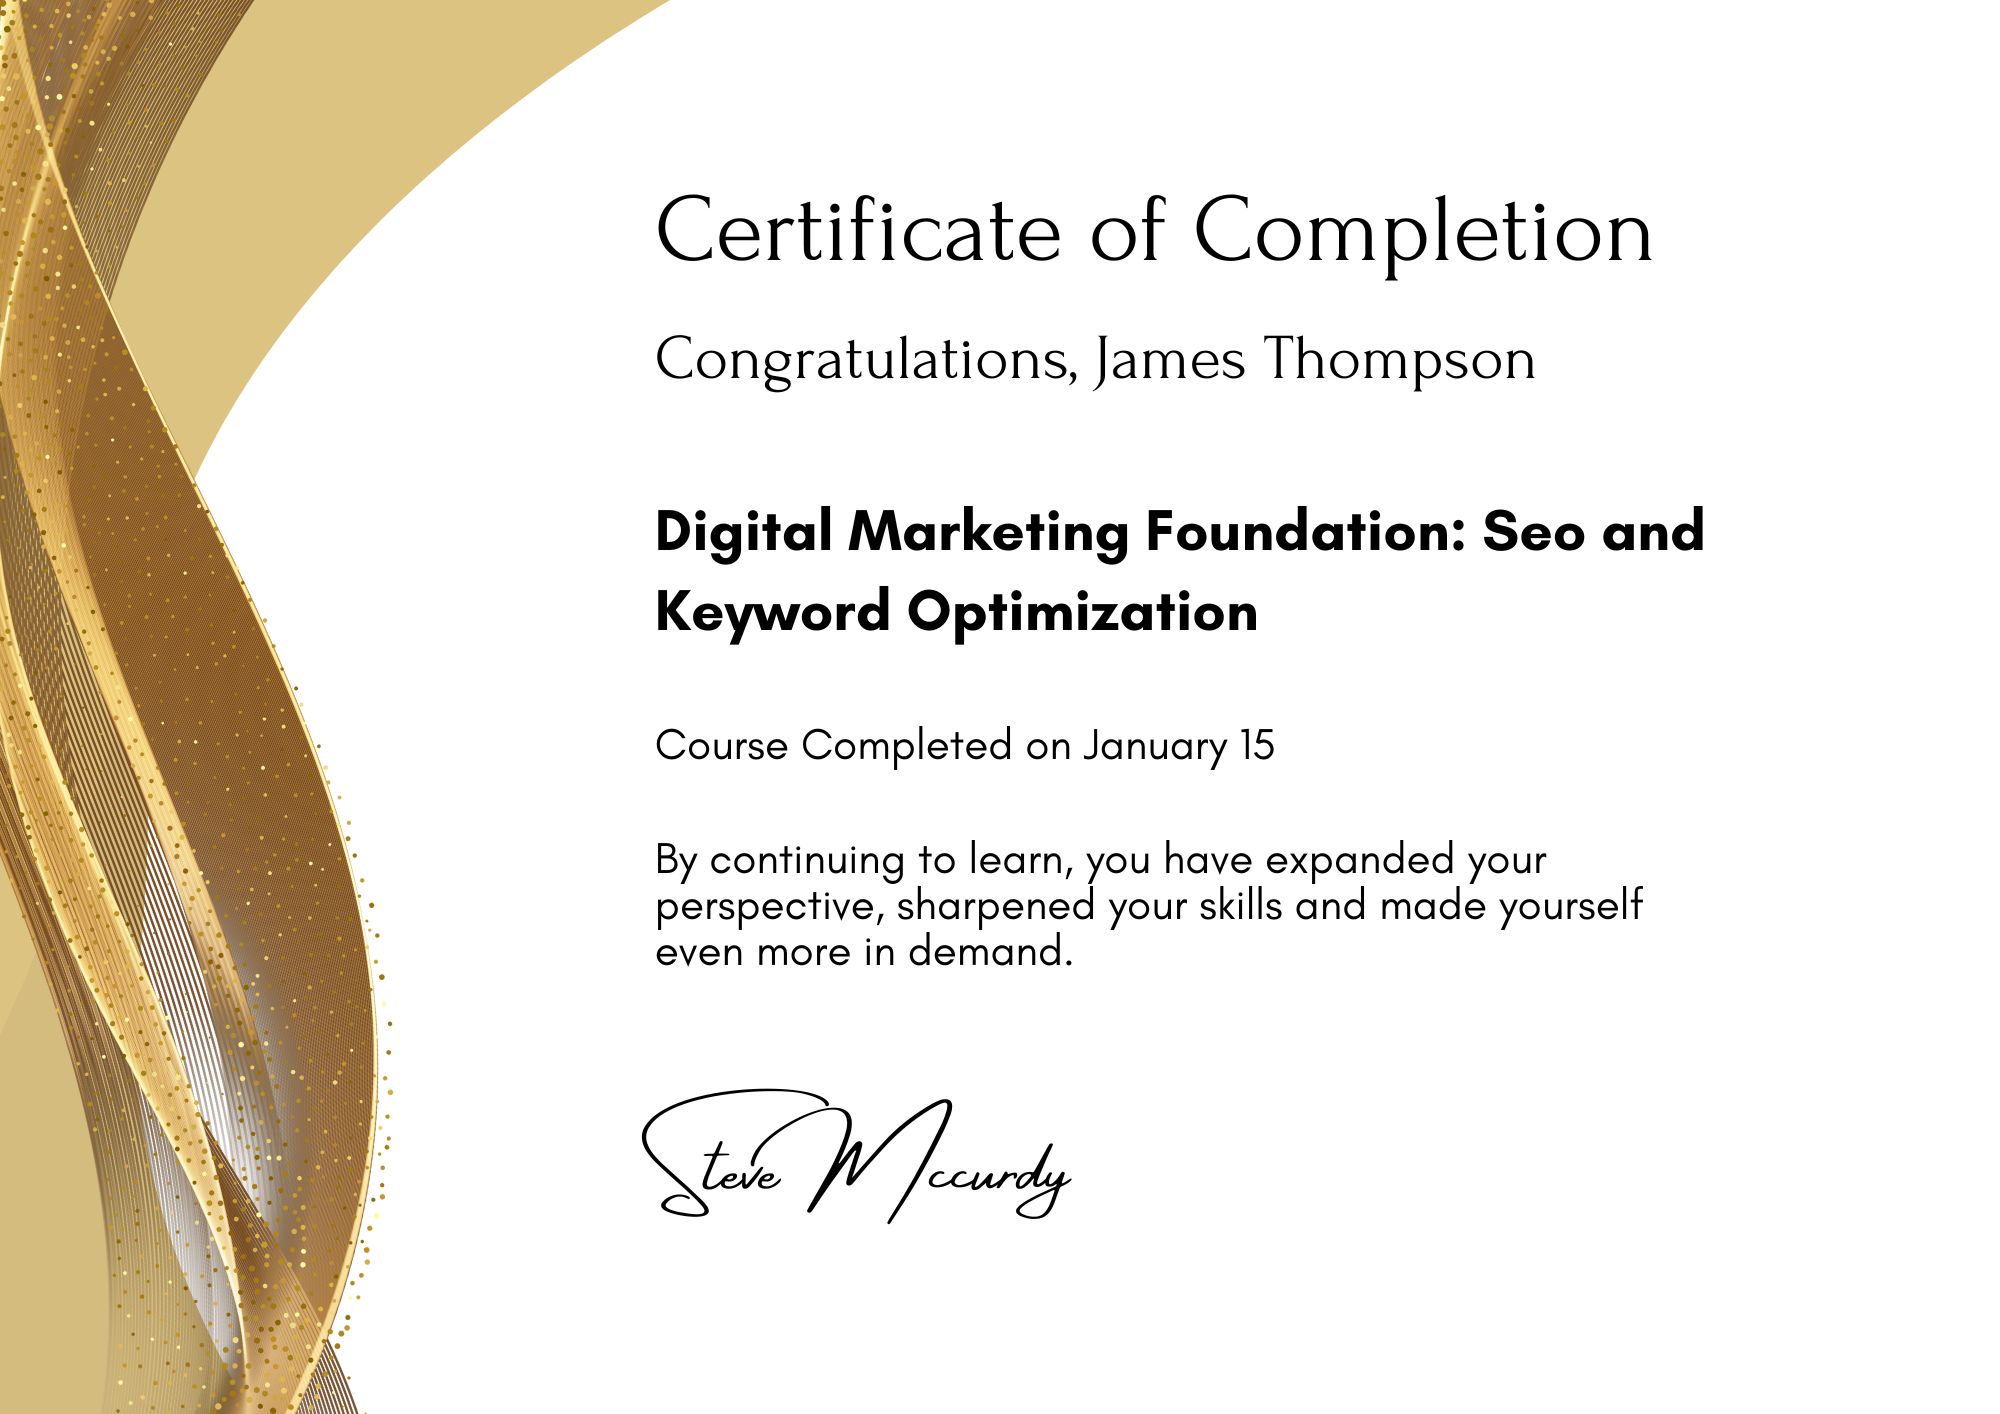 Certificate of Completion
Congratulations, James Thompson
Digital Marketing Foundation: Seo and
Keyword Optimization
Course Completed on January 15
By continuing to learn, you have expanded your
perspective, sharpened your skills and made yourself
even more in demand.
Steve Mccurdy